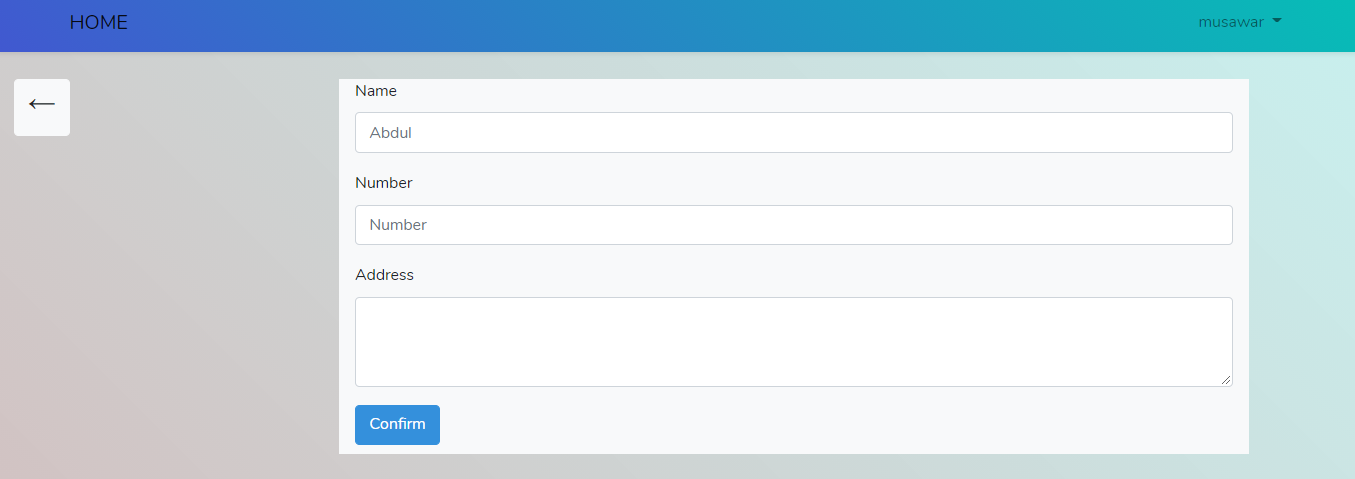 HOME
musawar
Name
Abdul
Number
Number
Address
Confirm